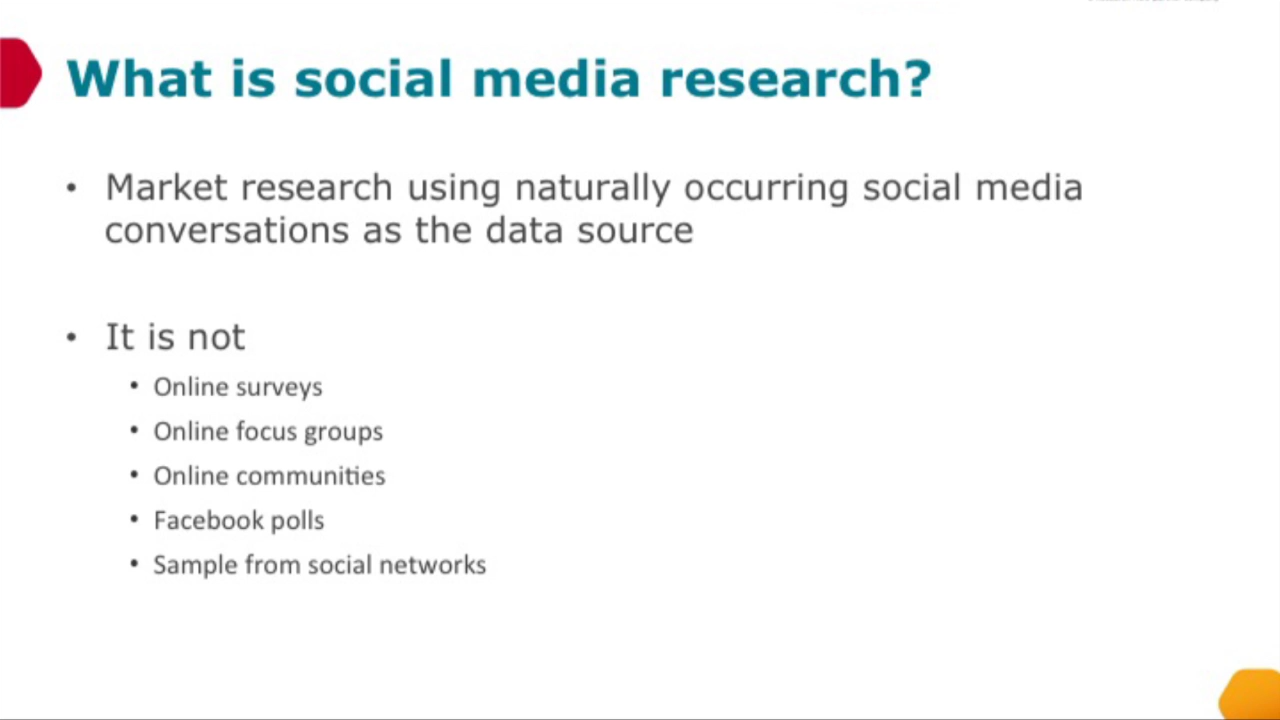 What is social media research?
• Market research using naturally occurring social media
conversations as the data source
• It is not
• Online surveys
• Online focus groups
• Online communities
• Facebook polls
• Sample from social networks